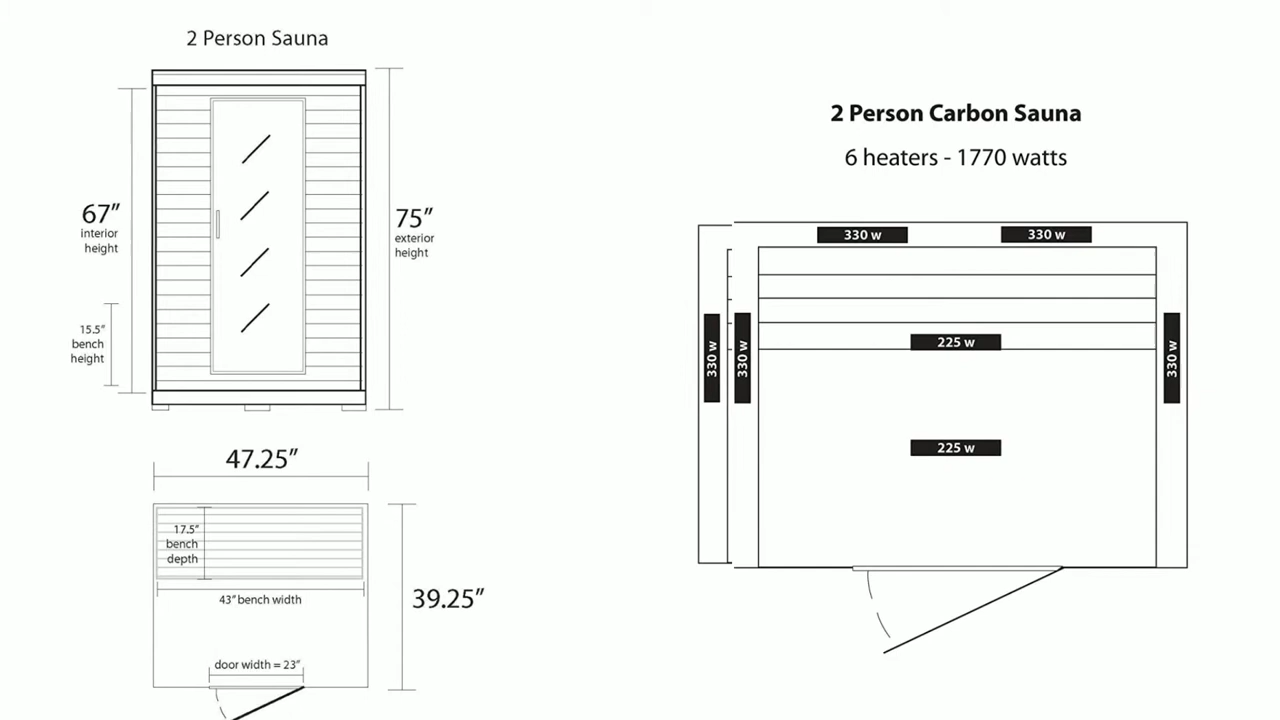 2 Person Sauna
67”
interior
height
75”
exterior
height
15.5”
bench
height
47.25”
17.5”
bench
depth
43” bench width
39.25”
door width = 23”
2 Person Carbon Sauna
6 heaters - 1770 watts
330 w
330 w
330 w
330 w
330 w
225 w
225 w